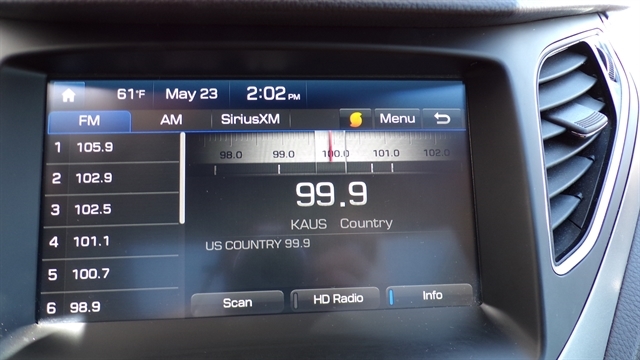 61°F May 23 2:02 PM
FM AM SiriusXM Menu
1 105.9
2 102.9
3 102.5
4 101.1
5 100.7
6 98.9
98.0 99.0 100.0 101.0 102.0
99.9
KAUS Country
US COUNTRY 99.9
Scan HD Radio Info